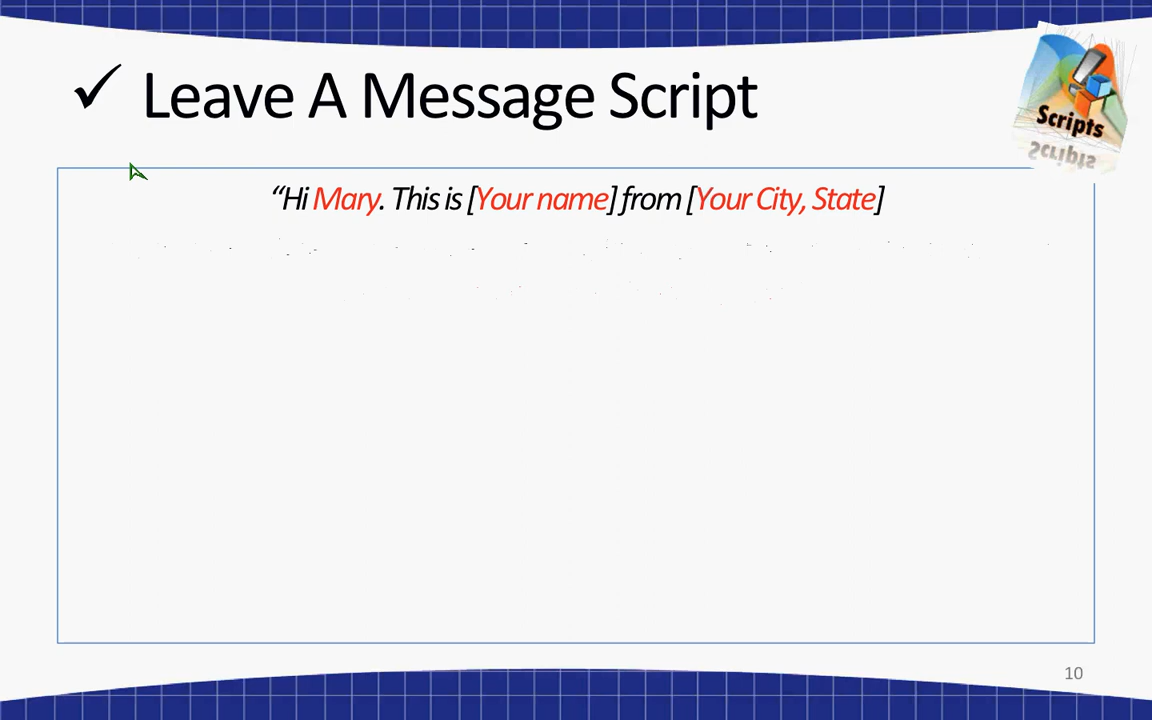 ✓ Leave A Message Script
Scripts
“Hi Mary. This is [Your name] from [Your City, State]
10